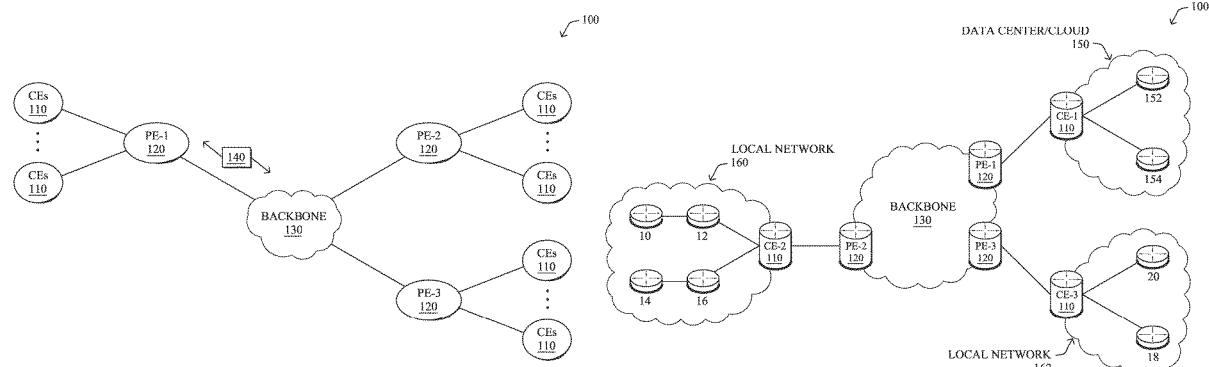 100
CEs
110
CEs
110
PE-1
120
140
BACKBONE
130
PE-2
120
CEs
110
CEs
110
PE-3
120
CEs
110
CEs
110
100
DATA CENTER/CLOUD
150
152
CE-1
110
154
LOCAL NETWORK
160
PE-1
120
10
12
CE-2
110
PE-2
120
BACKBONE
130
PE-3
120
14
16
20
CE-3
110
LOCAL NETWORK
18